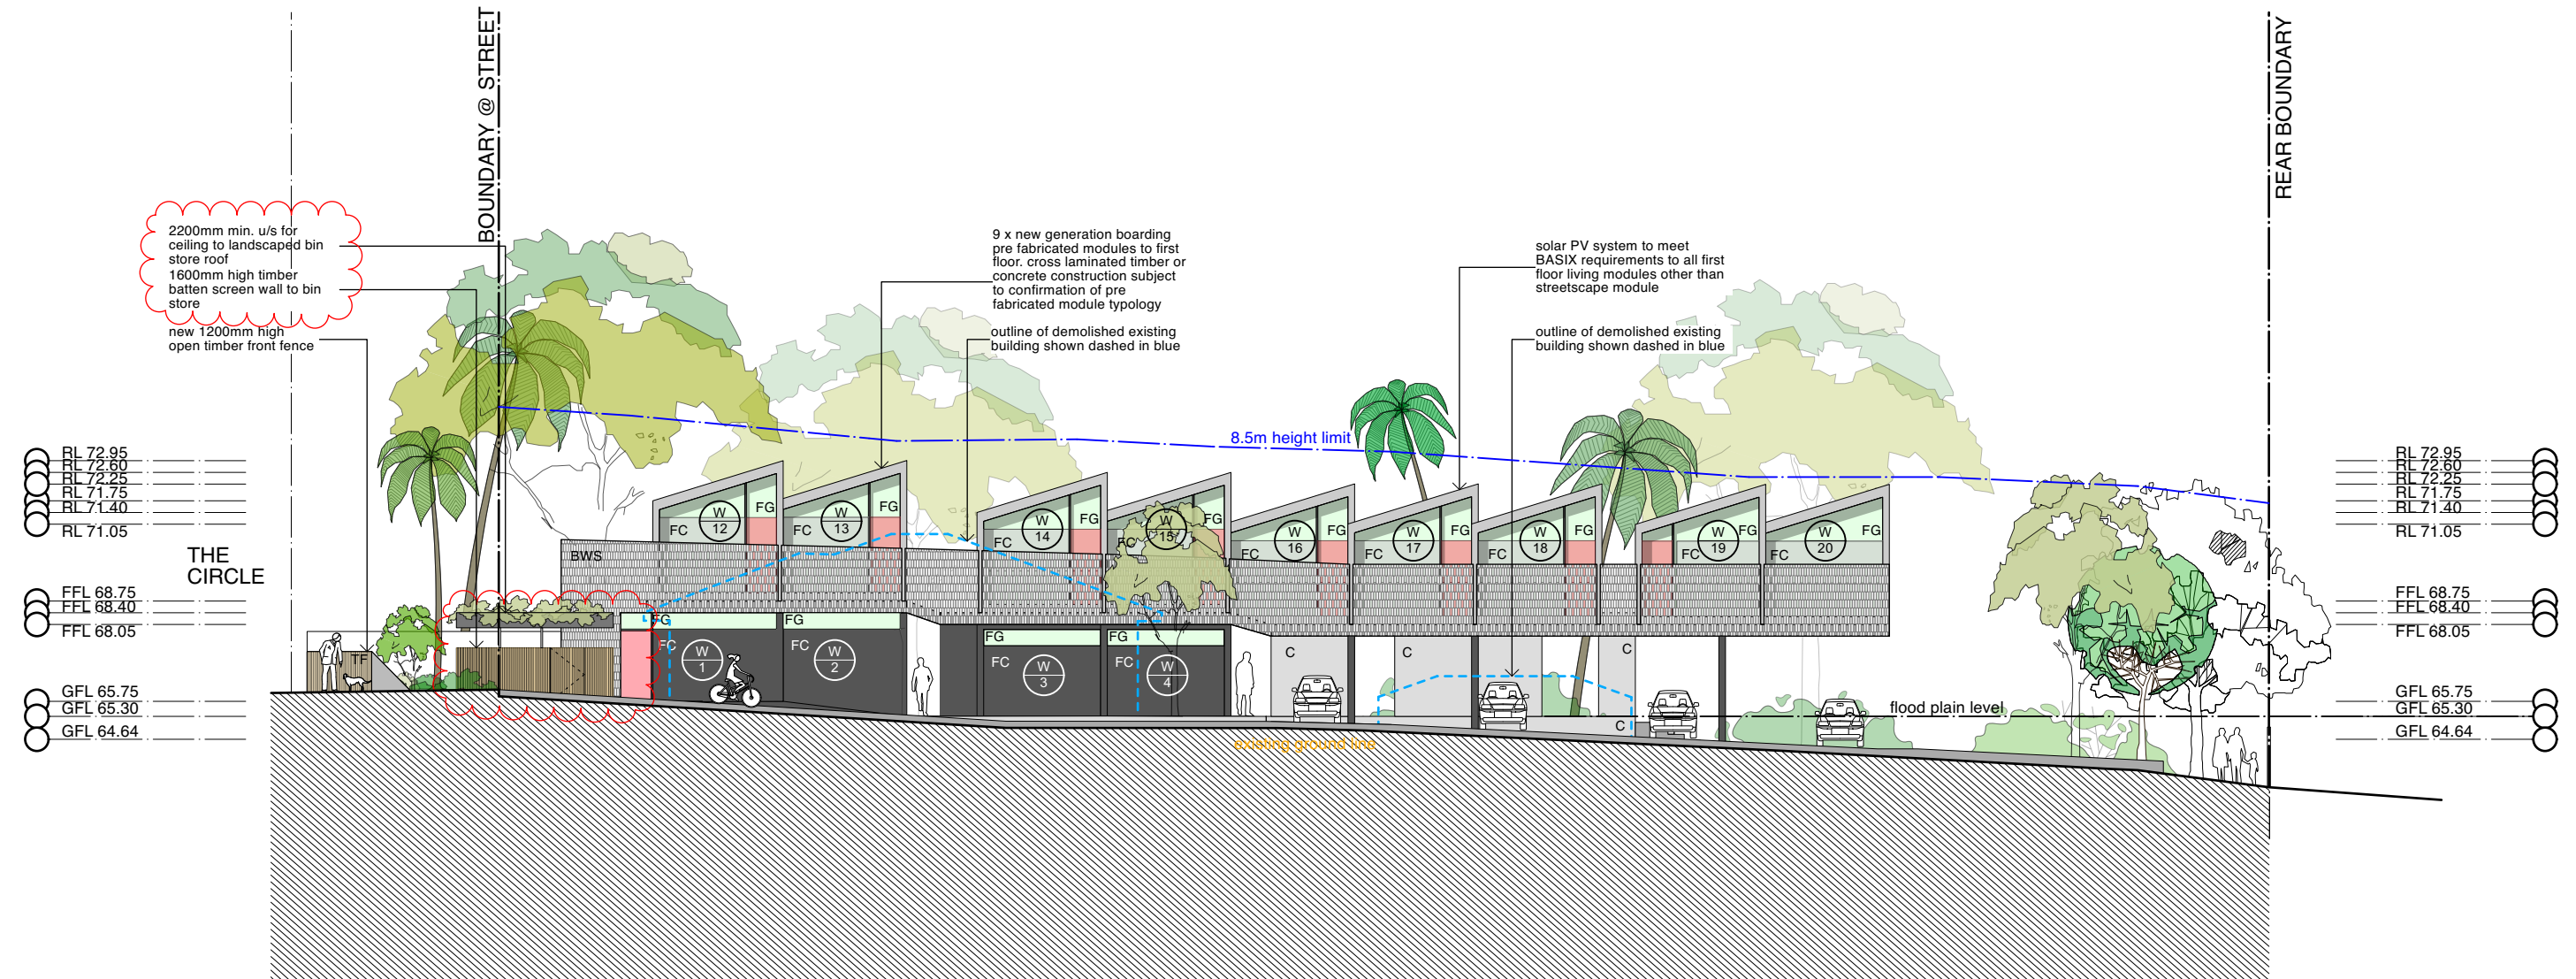 BOUNDARY @ STREET
REAR BOUNDARY
2200mm min. u/s for
ceiling to landscaped bin
store roof
1600mm high timber
batten screen wall to bin
store
new 1200mm high
open timber front fence
9 x new generation boarding
pre fabricated modules to first
floor. cross laminated timber or
concrete construction subject
to confirmation of pre
fabricated module typology
outline of demolished existing
building shown dashed in blue
solar PV system to meet
BASIX requirements to all first
floor living modules other than
streetscape module
outline of demolished existing
building shown dashed in blue
8.5m height limit
RL 72.95
RL 72.60
RL 72.25
RL 71.75
RL 71.40
RL 71.05
THE
CIRCLE
FFL 68.75
FFL 68.40
FFL 68.05
GFL 65.75
GFL 65.30
GFL 64.64
RL 72.95
RL 72.60
RL 72.25
RL 71.75
RL 71.40
RL 71.05
FFL 68.75
FFL 68.40
FFL 68.05
GFL 65.75
GFL 65.30
GFL 64.64
FC W 12 FG
W 13 FG
W 14 FG
FC W 15 FG
FC W 16 FG
FC W 17 FG
FC W 18 FG
FC W 19 FG
FC W 20
BWS
TF
FG
FG
FG
FG
FC W 1
FC W 2
FC W 3
FC W 4
C
C
C
C
flood plain level
existing ground line